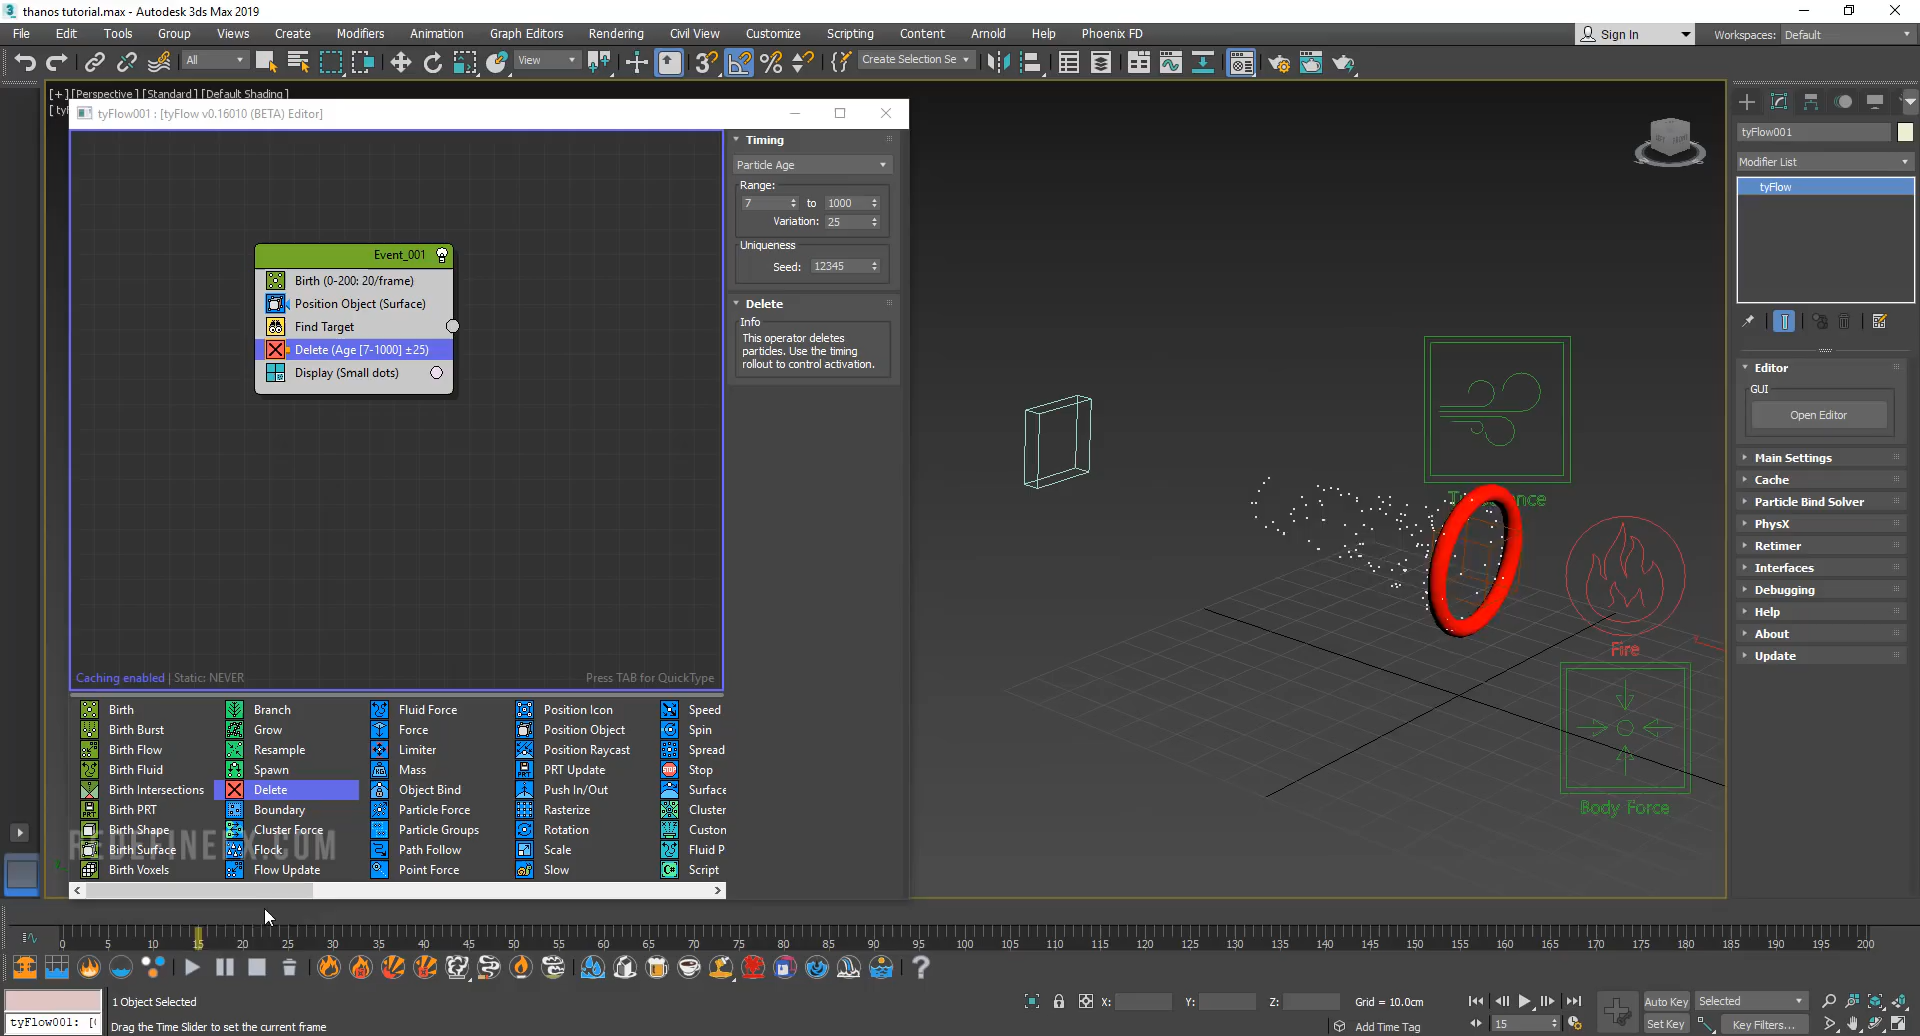 thanos tutorial.max - Autodesk 3ds Max 2019
File Edit Tools Group Views Create Modifiers Animation Graph Editors Rendering Civil View Customize Scripting Content Arnold Help Phoenix FD
Sign In Workspaces: Default
All View Create Selection Se
[+] [Perspective] [Standard] [Default Shading]
tyFlow001 : [tyFlow v0.16010 (BETA) Editor]
Timing
Particle Age
Range:
7 to 1000
Variation: 25
Uniqueness
Seed: 12345
Delete
Info
This operator deletes
particles. Use the timing
rollout to control activation.
Event_001
Birth (0-200: 20/frame)
Position Object (Surface)
Find Target
Delete (Age [7-1000] ±25)
Display (Small dots)
Caching enabled | Static: NEVER
Press TAB for QuickType
Birth Branch Fluid Force Position Icon Speed
Birth Burst Grow Force Position Object Spin
Birth Flow Resample Limiter Position Raycast Spread
Birth Fluid Spawn Mass PRT Update Stop
Birth Intersections Delete Object Bind Push In/Out Surface
Birth PRT Boundary Particle Force Rasterize Cluster
Birth Shape Cluster Force Particle Groups Rotation Custon
Birth Surface Flock Path Follow Scale Fluid P
Birth Voxels Flow Update Point Force Slow Script
REDEFINEFX.COM
Fire
Body Force
tyFlow001
Modifier List
tyFlow
Editor
GUI
Open Editor
Main Settings
Cache
Particle Bind Solver
PhysX
Retimer
Interfaces
Debugging
Help
About
Update
0 5 10 15 20 25 30 35 40 45 50 55 60 65 70 75 80 85 90 95 100 105 110 115 120 125 130 135 140 145 150 155 160 165 170 175 180 185 190 195 200
1 Object Selected
X: Y: Z: Grid = 10.0cm
Auto Key Selected
tyFlow001: [
Drag the Time Slider to set the current frame
Add Time Tag
15
Set Key Key Filters...